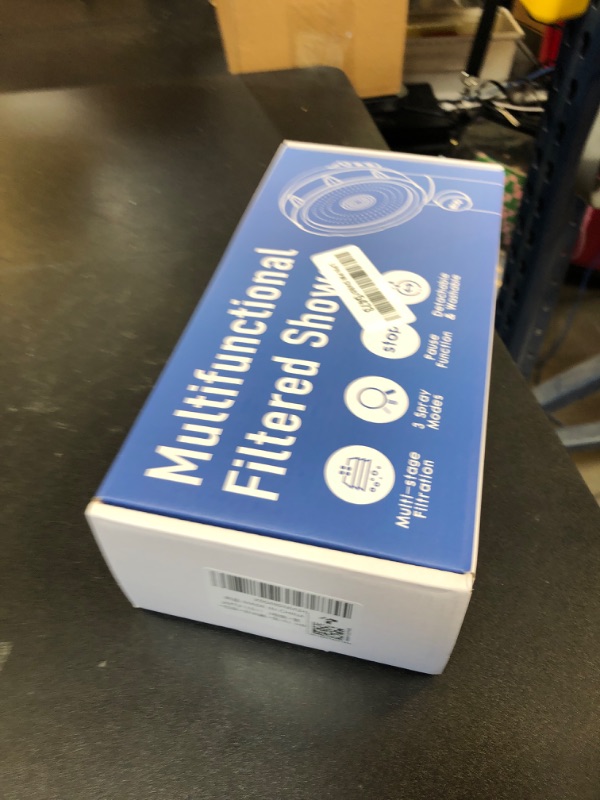 Multifunctional
Filtered Show
Multi-stage
Filtration
3 Spray
Modes
stop
Pause
Function
Detachable
& Washable